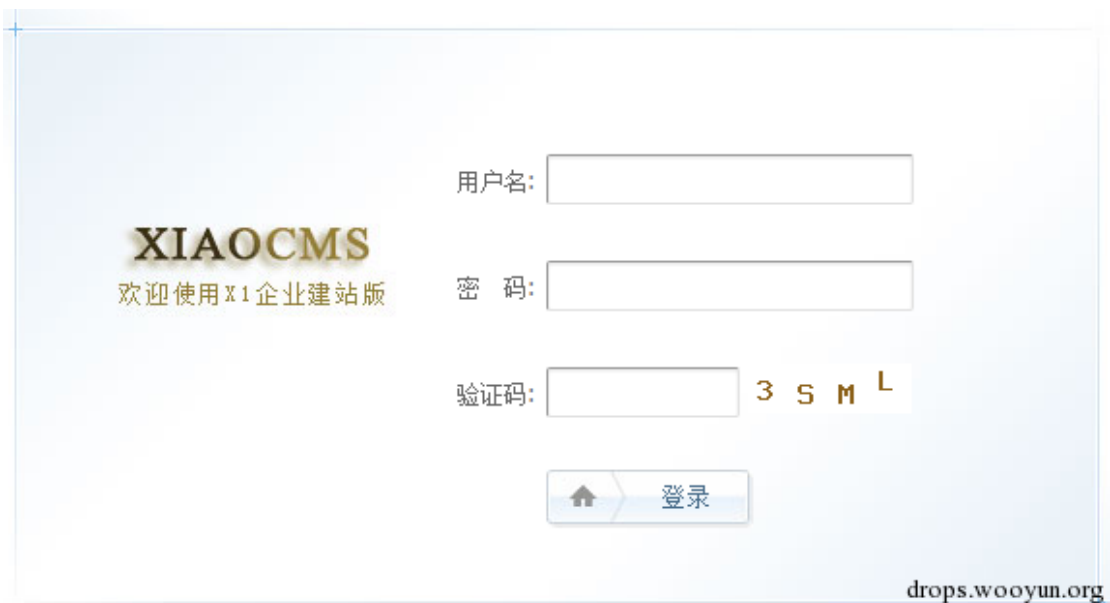 用户名:
XIAOCMS
欢迎使用X1企业建站版
密 码:
验证码:
3 S M L
登录
drops.wooyun.org